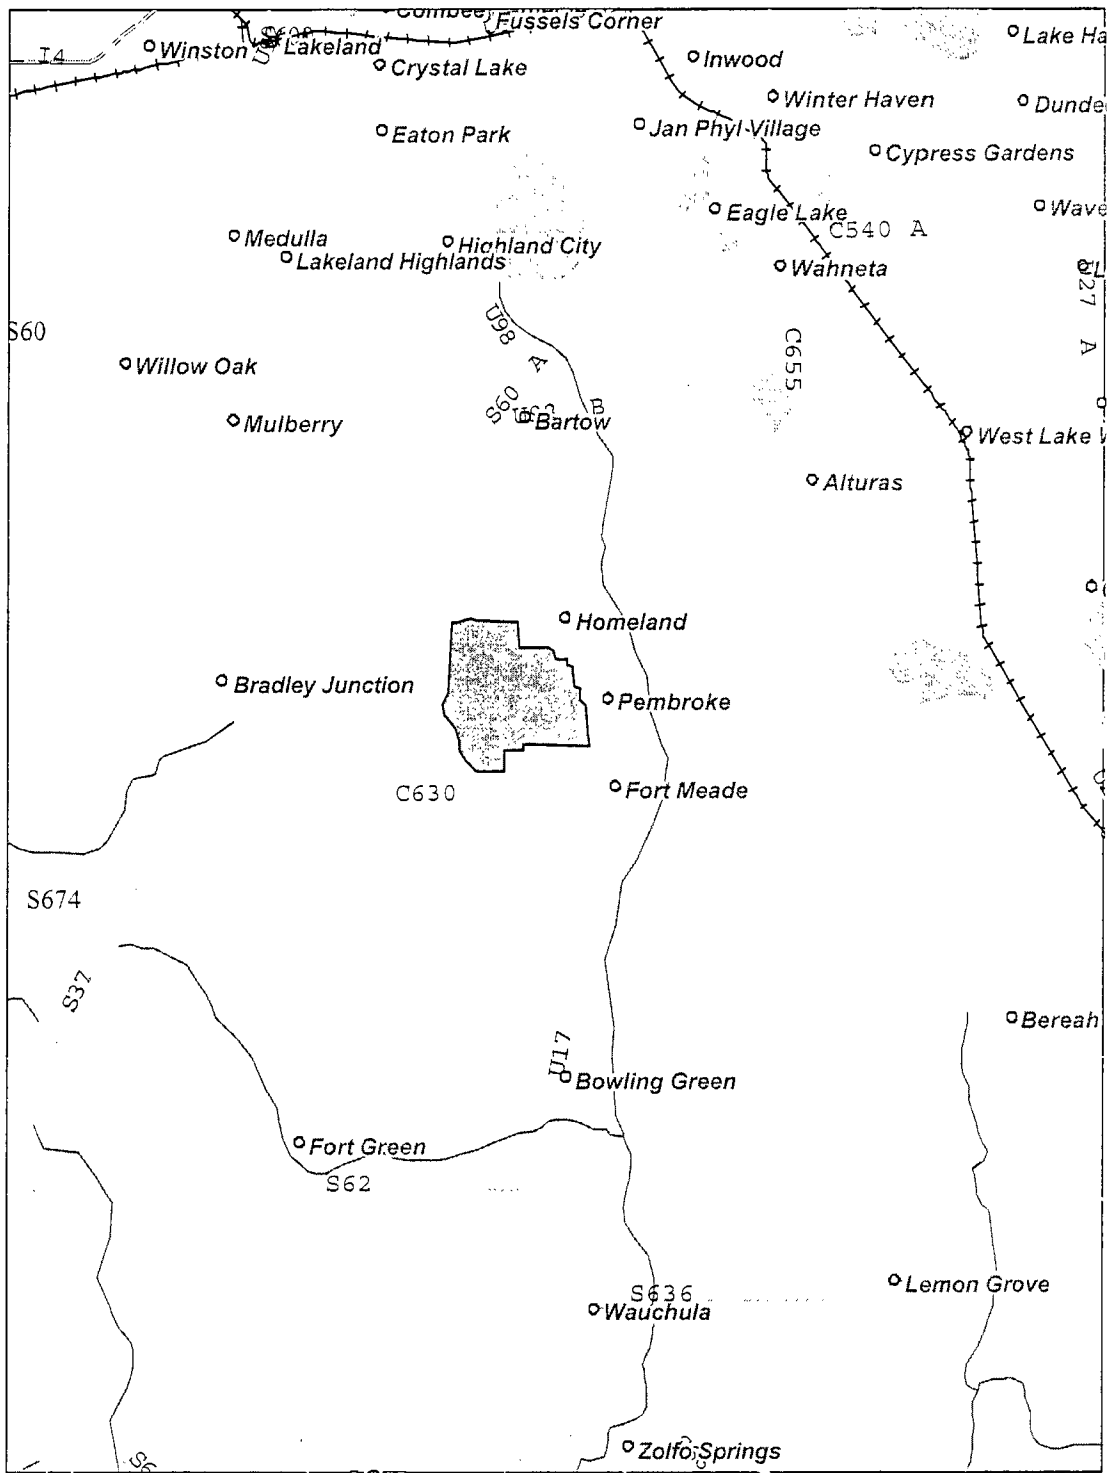 Fussels Corner
Lake Ha
I4
Winston
Lakeland
Inwood
Crystal Lake
Winter Haven
Dunde
Jan Phyl Village
Eaton Park
Cypress Gardens
Eagle Lake
Wave
C540 A
Medulla
Highland City
Lakeland Highlands
Wahneta
U27 A
S60
U98 A
C655
Willow Oak
S60
B
Mulberry
Bartow
West Lake W
Alturas
Homeland
Bradley Junction
Pembroke
C630
Fort Meade
S674
S37
Bereah
U17
Bowling Green
Fort Green
S62
Lemon Grove
S636
Wauchula
Zolfo Springs